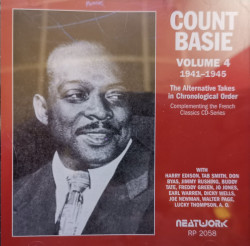 COUNT
BASIE
VOLUME 4
1941-1945
The Alternative Takes
in Chronological Order
Complementing the French
Classics CD-Series
WITH
HARRY EDISON, TAB SMITH, DON
BYAS, JIMMY RUSHING, BUDDY
TATE, FREDDY GREEN, JO JONES,
EARL WARREN, DICKY WELLS,
JOE NEWMAN, WALTER PAGE,
LUCKY THOMPSON, A. O.
NEATWORK
RP 2058